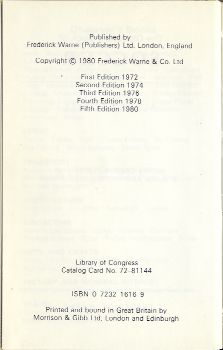 Published by
Frederick Warne (Publishers) Ltd. London, England
Copyright © 1980 Frederick Warne & Co. Ltd
First Edition 1972
Second Edition 1974
Third Edition 1976
Fourth Edition 1978
Fifth Edition 1980
Library of Congress
Catalog Card No. 72-81144
ISBN 0 7232 1616 9
Printed and bound in Great Britain by
Morrison & Gibb Ltd, London and Edinburgh